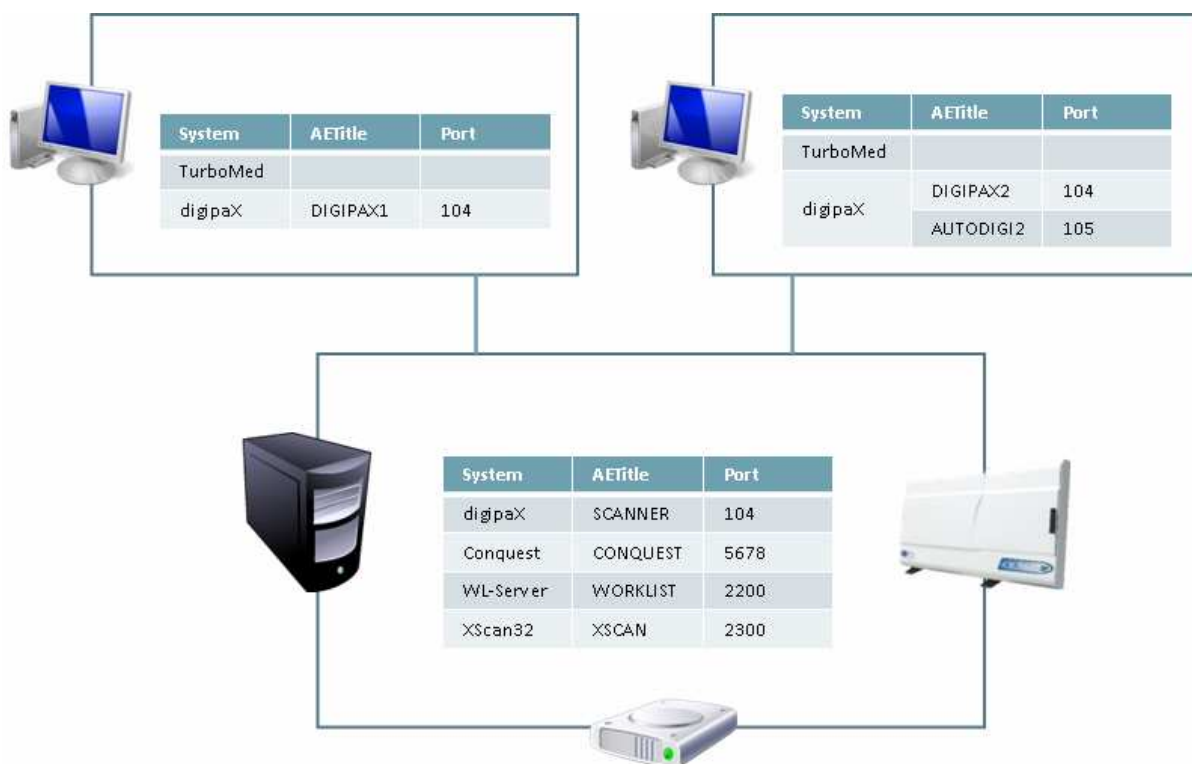 System AETitle Port
TurboMed
digipaX DIGIPAX1 104
System AETitle Port
TurboMed
digipaX
DIGIPAX2 104
AUTODIGI2 105
System AETitle Port
digipaX SCANNER 104
Conquest CONQUEST 5678
WL-Server WORKLIST 2200
XScan32 XSCAN 2300